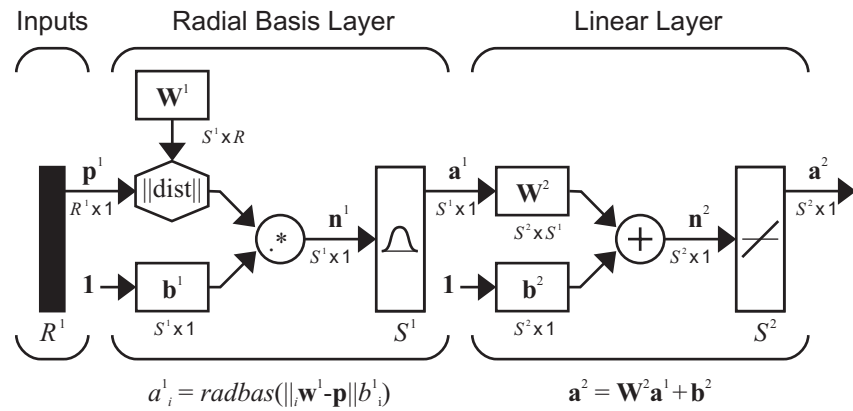 Inputs Radial Basis Layer Linear Layer
W¹
S¹ x R
p¹ ||dist|| a¹ W² a²
R¹ x 1 S¹ x 1 S² x 1
.* n¹ S² x S¹ + n²
S¹ x 1 S² x 1
1 b¹ 1 b²
S¹ x 1 S² x 1
R¹ S¹ S²
a¹ᵢ = radbas(||ᵢw¹-p||b¹ᵢ) a² = W²a¹+b²